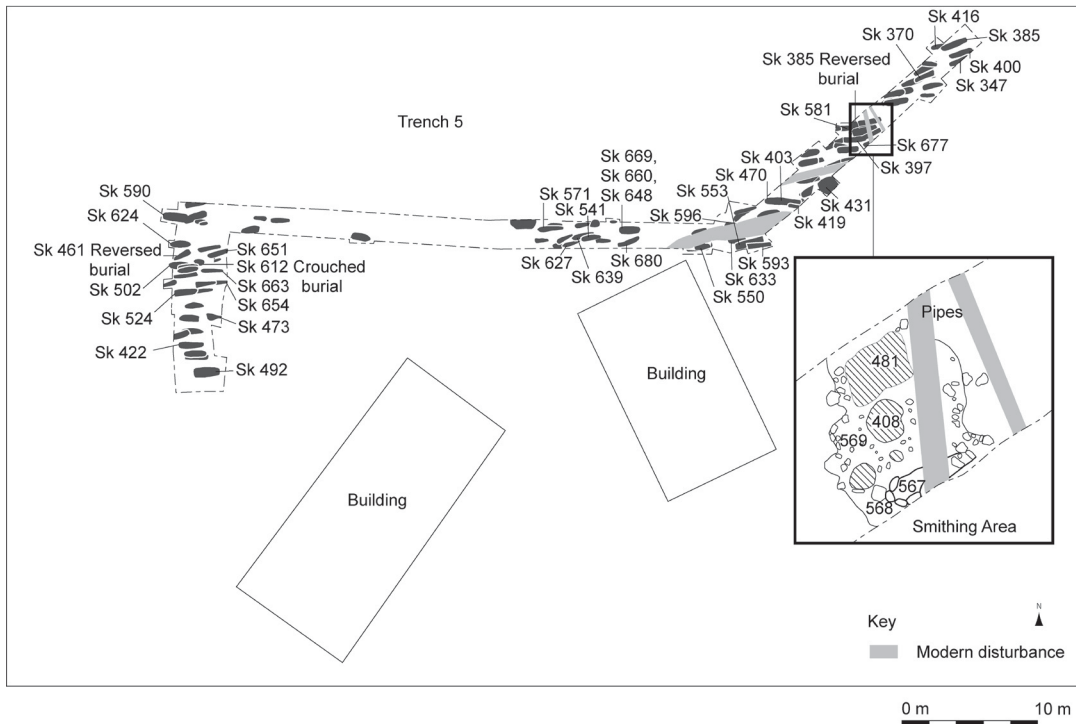 Sk 416
Sk 370
Sk 385
Sk 385 Reversed
burial
Sk 400
Sk 347
Sk 581
Trench 5
Sk 677
Sk 397
Sk 669,
Sk 660,
Sk 648
Sk 403
Sk 470
Sk 553
Sk 571
Sk 541
Sk 596
Sk 431
Sk 419
Sk 590
Sk 624
Sk 461 Reversed
burial
Sk 502
Sk 651
Sk 612 Crouched
burial
Sk 663
Sk 654
Sk 524
Sk 473
Sk 422
Sk 492
Sk 627
Sk 639
Sk 680
Sk 593
Sk 633
Sk 550
Building
Building
Pipes
481
408
569
567
568
Smithing Area
Key
N
Modern disturbance
0 m
10 m